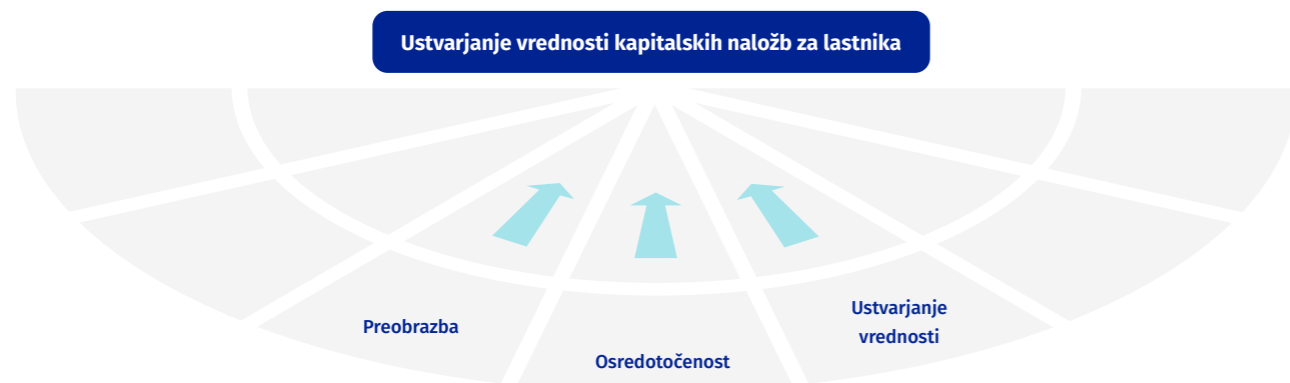 Ustvarjanje vrednosti kapitalskih naložb za lastnika
Preobrazba
Osredotočenost
Ustvarjanje
vrednosti